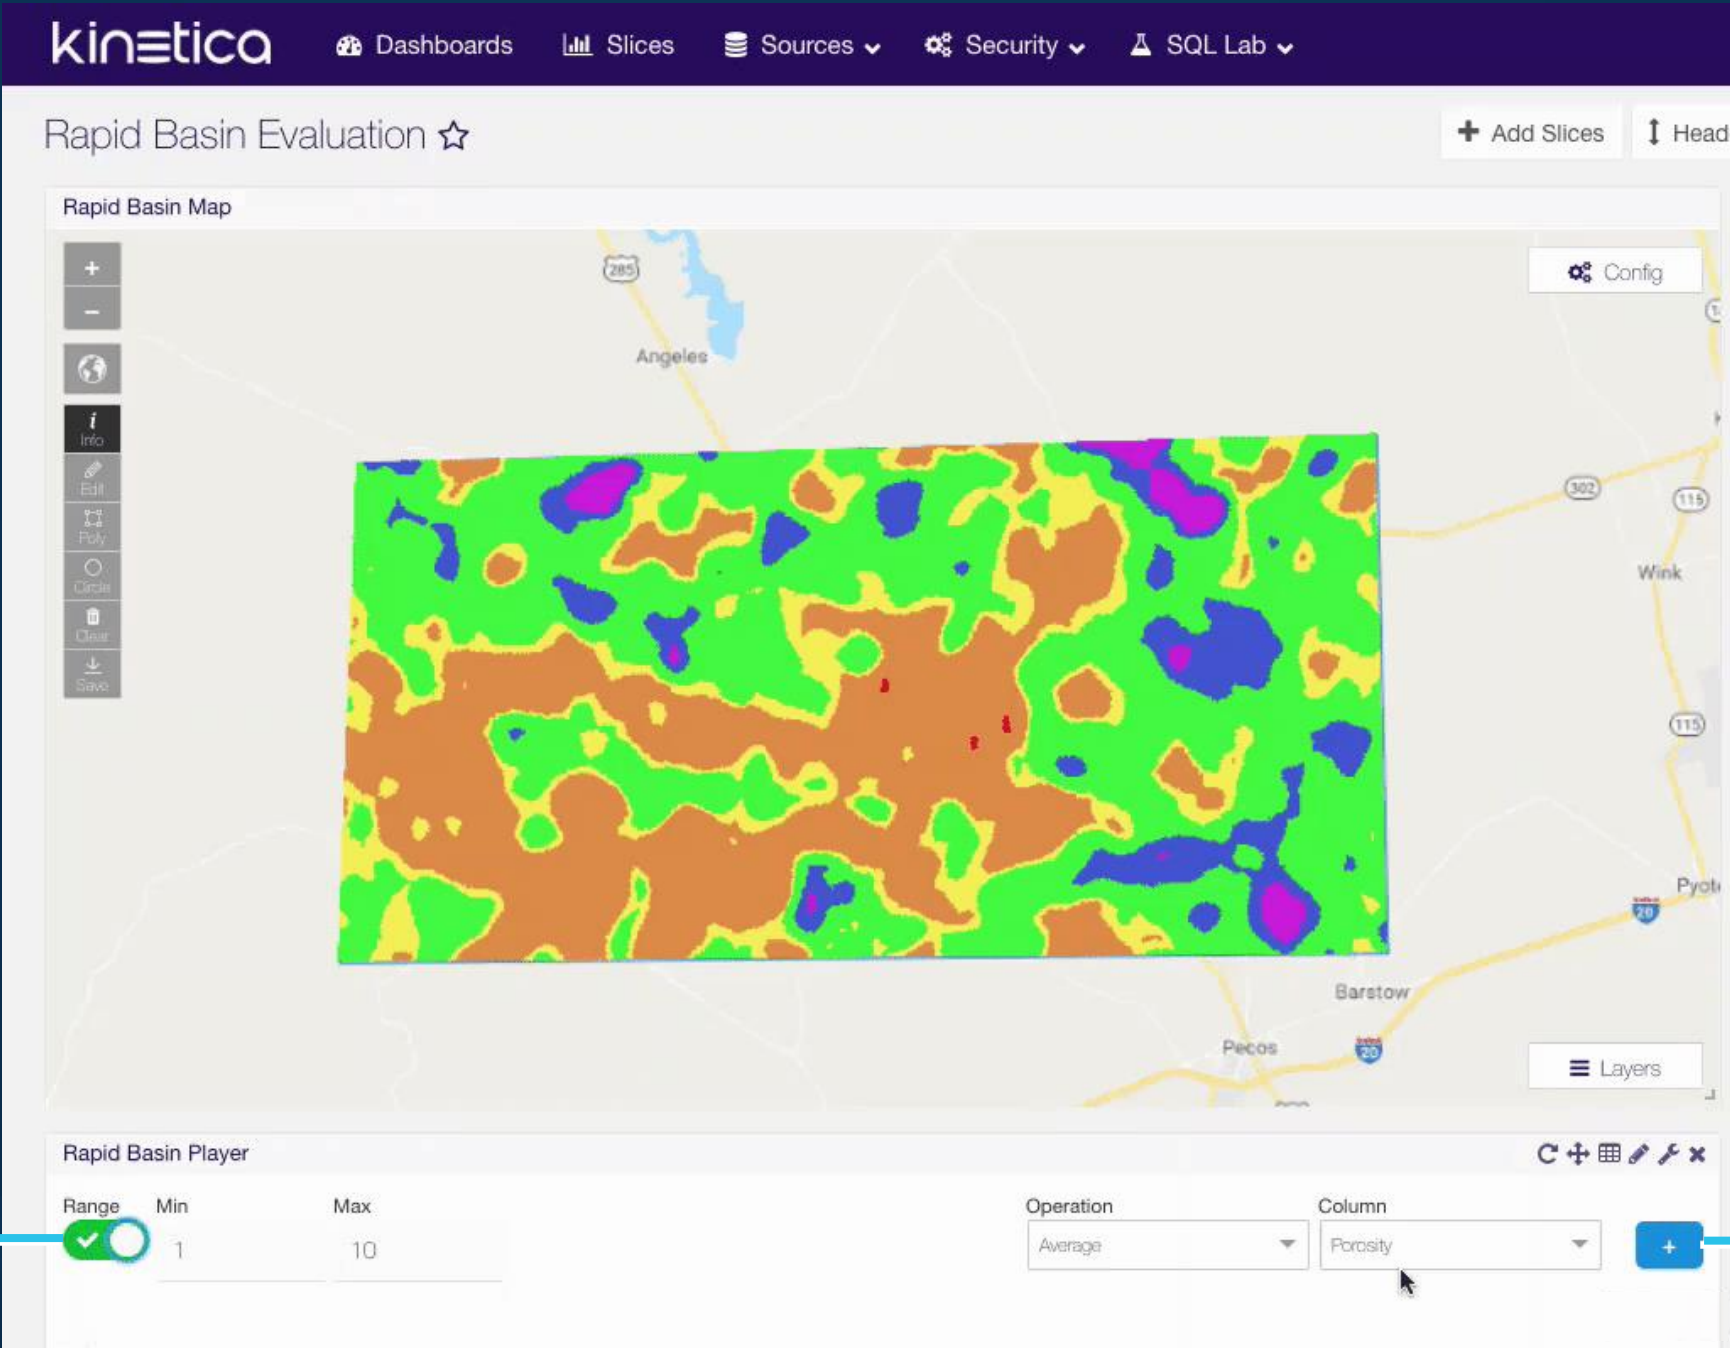 kinetica Dashboards Slices Sources Security SQL Lab
Rapid Basin Evaluation
Add Slices Head
Rapid Basin Map
Config
285
Angeles
i
Info
Edit
Poly
Circle
Clear
Save
302
115
Wink
115
Pyote
20
Barstow
Pecos
20
Layers
Rapid Basin Player
Range Min Max Operation Column
1 10 Average Porosity